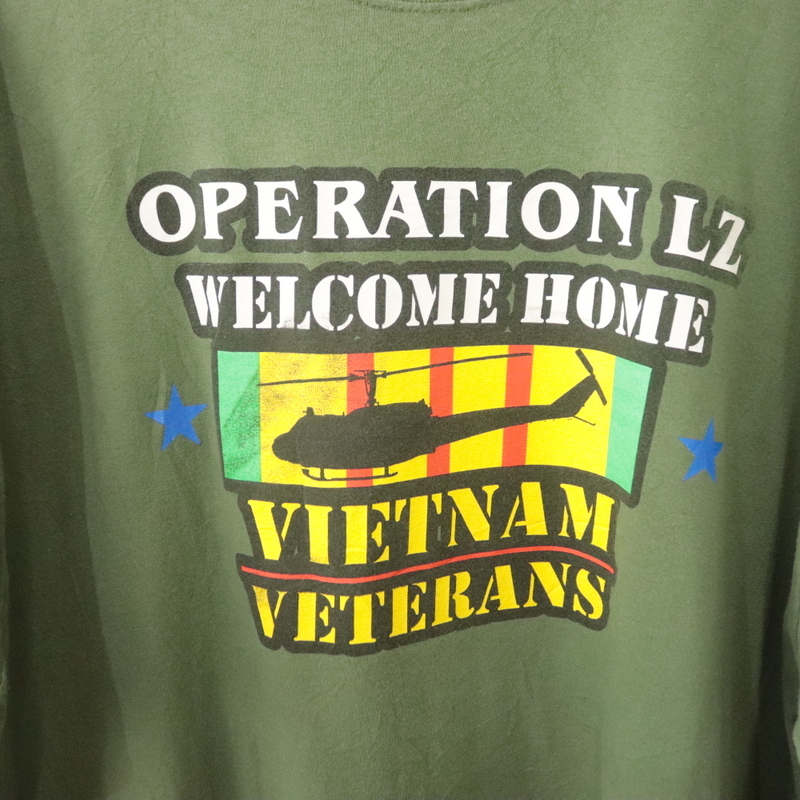 OPERATION LZ
WELCOME HOME
VIETNAM
VETERANS